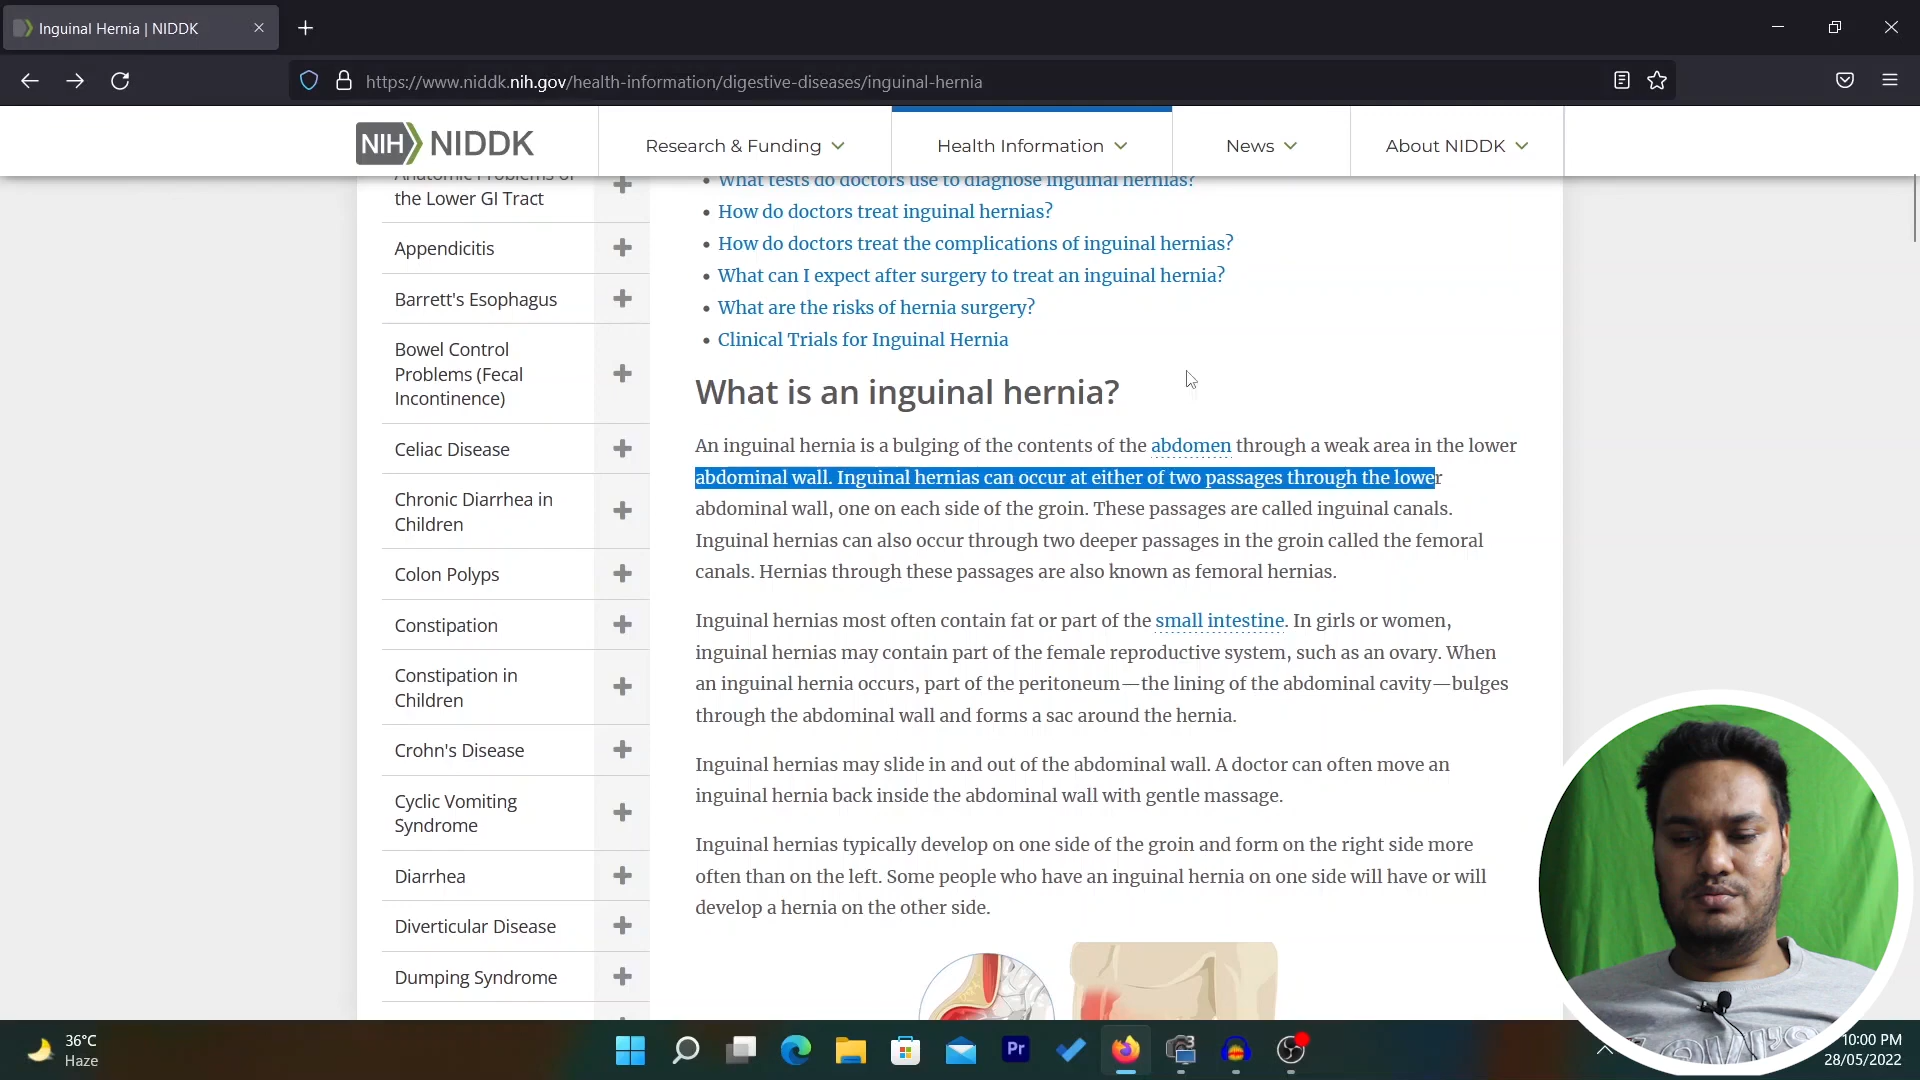 Inguinal Hernia | NIDDK
https://www.niddk.nih.gov/health-information/digestive-diseases/inguinal-hernia
NIH NIDDK
Research & Funding
Health Information
News
About NIDDK
Anatomic Problems of
the Lower GI Tract
Appendicitis
Barrett's Esophagus
Bowel Control
Problems (Fecal
Incontinence)
Celiac Disease
Chronic Diarrhea in
Children
Colon Polyps
Constipation
Constipation in
Children
Crohn's Disease
Cyclic Vomiting
Syndrome
Diarrhea
Diverticular Disease
Dumping Syndrome
• What tests do doctors use to diagnose inguinal hernias?
• How do doctors treat inguinal hernias?
• How do doctors treat the complications of inguinal hernias?
• What can I expect after surgery to treat an inguinal hernia?
• What are the risks of hernia surgery?
• Clinical Trials for Inguinal Hernia
What is an inguinal hernia?
An inguinal hernia is a bulging of the contents of the abdomen through a weak area in the lower
abdominal wall. Inguinal hernias can occur at either of two passages through the lower
abdominal wall, one on each side of the groin. These passages are called inguinal canals.
Inguinal hernias can also occur through two deeper passages in the groin called the femoral
canals. Hernias through these passages are also known as femoral hernias.
Inguinal hernias most often contain fat or part of the small intestine. In girls or women,
inguinal hernias may contain part of the female reproductive system, such as an ovary. When
an inguinal hernia occurs, part of the peritoneum—the lining of the abdominal cavity—bulges
through the abdominal wall and forms a sac around the hernia.
Inguinal hernias may slide in and out of the abdominal wall. A doctor can often move an
inguinal hernia back inside the abdominal wall with gentle massage.
Inguinal hernias typically develop on one side of the groin and form on the right side more
often than on the left. Some people who have an inguinal hernia on one side will have or will
develop a hernia on the other side.
36°C
Haze
Pr
10:00 PM
28/05/2022